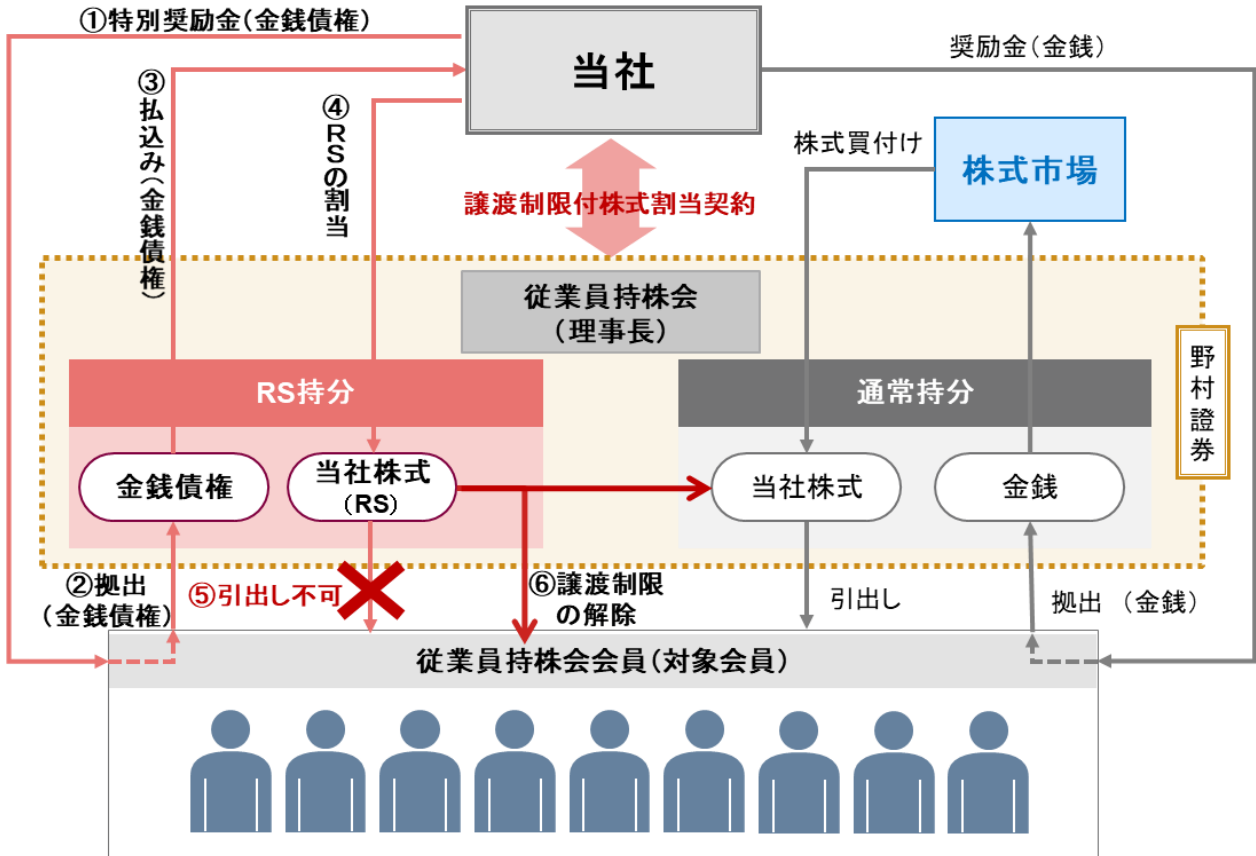 ①特別奨励金(金銭債権)
当社
奨励金(金銭)
③払込み(金銭債権)
④RSの割当
株式買付け
株式市場
譲渡制限付株式割当契約
従業員持株会
(理事長)
野村證券
RS持分
通常持分
金銭債権
当社株式
(RS)
当社株式
金銭
②拠出
(金銭債権)
⑤引出し不可
⑥譲渡制限
の解除
引出し
拠出 (金銭)
従業員持株会会員(対象会員)